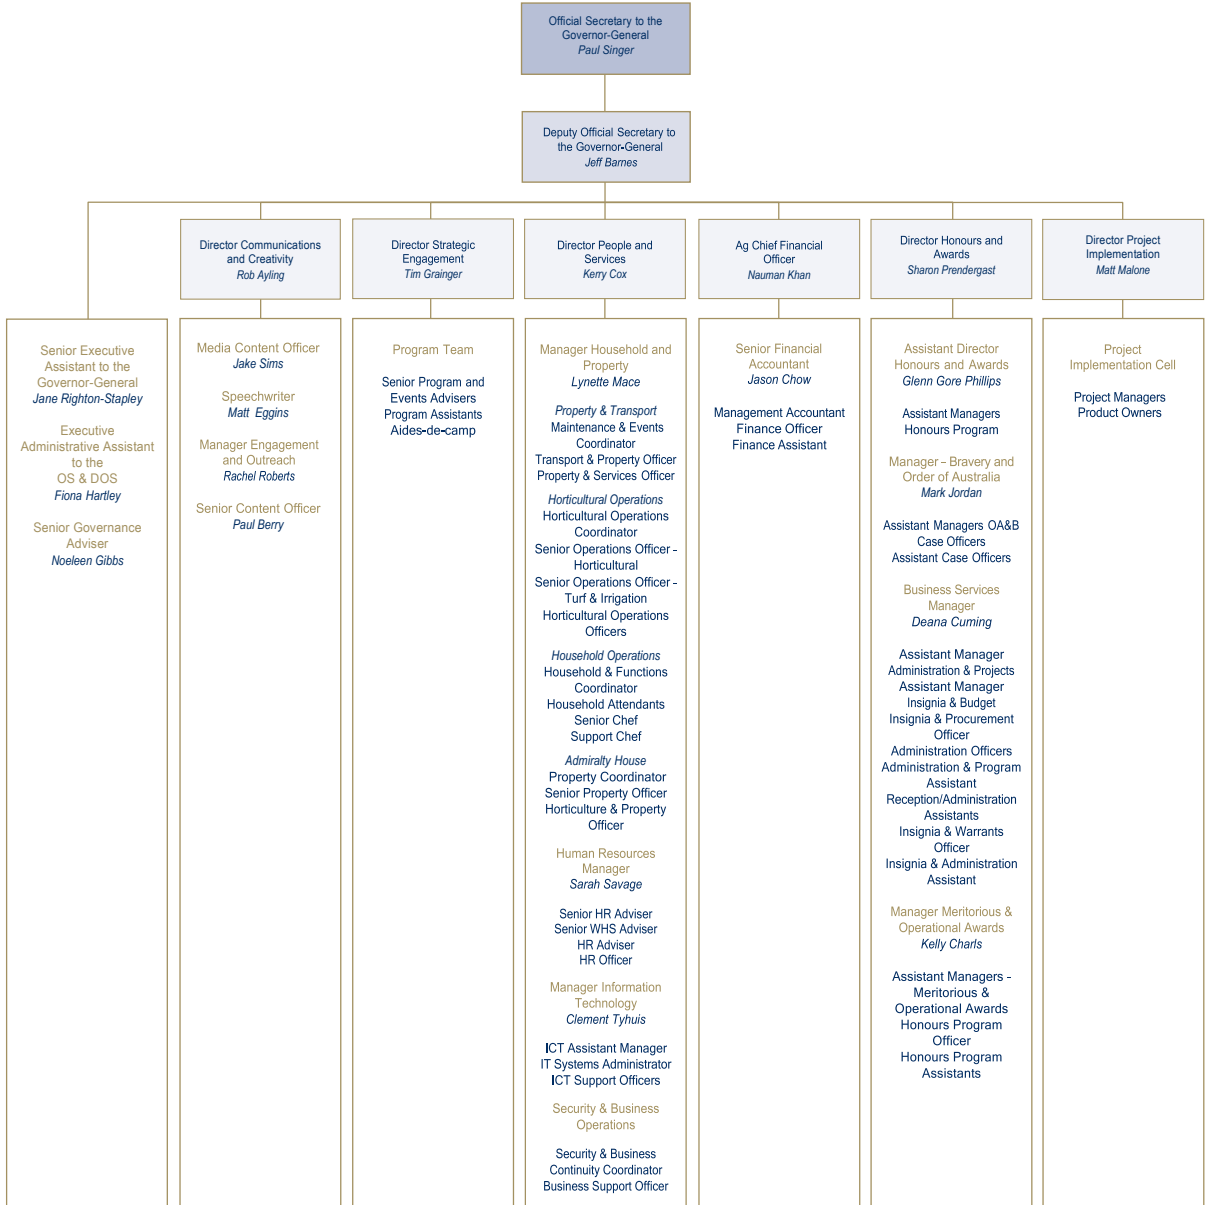 Official Secretary to the
Governor-General
Paul Singer
Deputy Official Secretary to
the Governor-General
Jeff Barnes
Director Communications
and Creativity
Rob Ayling
Director Strategic
Engagement
Tim Grainger
Director People and
Services
Kerry Cox
Ag Chief Financial
Officer
Nauman Khan
Director Honours and
Awards
Sharon Prendergast
Director Project
Implementation
Matt Malone
Senior Executive
Assistant to the
Governor-General
Jane Righton-Stapley
Executive
Administrative Assistant
to the
OS & DOS
Fiona Hartley
Senior Governance
Adviser
Noeleen Gibbs
Media Content Officer
Jake Sims
Speechwriter
Matt Eggins
Manager Engagement
and Outreach
Rachel Roberts
Senior Content Officer
Paul Berry
Program Team
Senior Program and
Events Advisers
Program Assistants
Aides-de-camp
Manager Household and
Property
Lynette Mace
Property & Transport
Maintenance & Events
Coordinator
Transport & Property Officer
Property & Services Officer
Horticultural Operations
Horticultural Operations
Coordinator
Senior Operations Officer -
Horticultural
Senior Operations Officer -
Turf & Irrigation
Horticultural Operations
Officers
Household Operations
Household & Functions
Coordinator
Household Attendants
Senior Chef
Support Chef
Admiralty House
Property Coordinator
Senior Property Officer
Horticulture & Property
Officer
Human Resources
Manager
Sarah Savage
Senior HR Adviser
Senior WHS Adviser
HR Adviser
HR Officer
Manager Information
Technology
Clement Tyhuis
ICT Assistant Manager
IT Systems Administrator
ICT Support Officers
Security & Business
Operations
Security & Business
Continuity Coordinator
Business Support Officer
Senior Financial
Accountant
Jason Chow
Management Accountant
Finance Officer
Finance Assistant
Assistant Director
Honours and Awards
Glenn Gore Phillips
Assistant Managers
Honours Program
Manager – Bravery and
Order of Australia
Mark Jordan
Assistant Managers OA&B
Case Officers
Assistant Case Officers
Business Services
Manager
Deana Cuming
Assistant Manager
Administration & Projects
Assistant Manager
Insignia & Budget
Insignia & Procurement
Officer
Administration Officers
Administration & Program
Assistant
Reception/Administration
Assistants
Insignia & Warrants
Officer
Insignia & Administration
Assistant
Manager Meritorious &
Operational Awards
Kelly Charls
Assistant Managers -
Meritorious &
Operational Awards
Honours Program
Officer
Honours Program
Assistants
Project
Implementation Cell
Project Managers
Product Owners